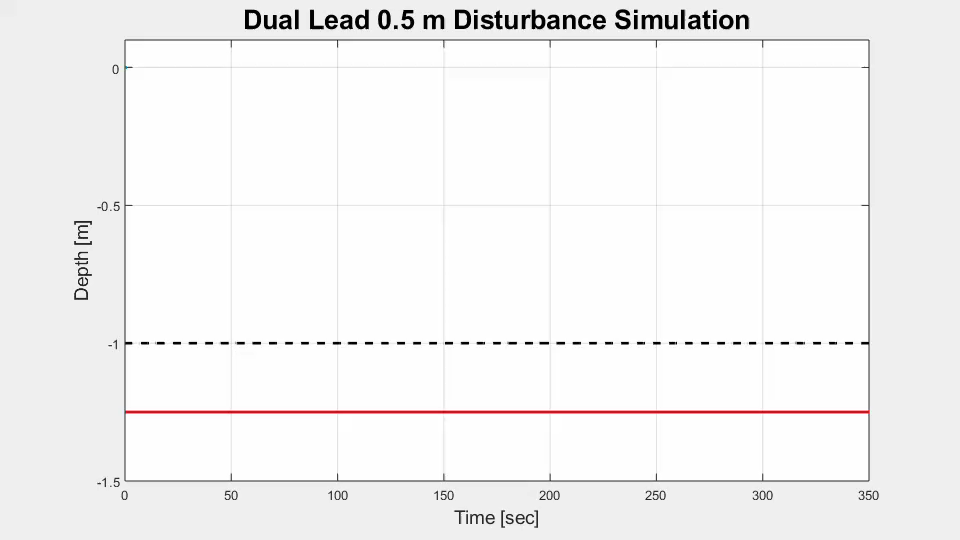 Dual Lead 0.5 m Disturbance Simulation
0
-0.5
-1
-1.5
Depth [m]
0 50 100 150 200 250 300 350
Time [sec]